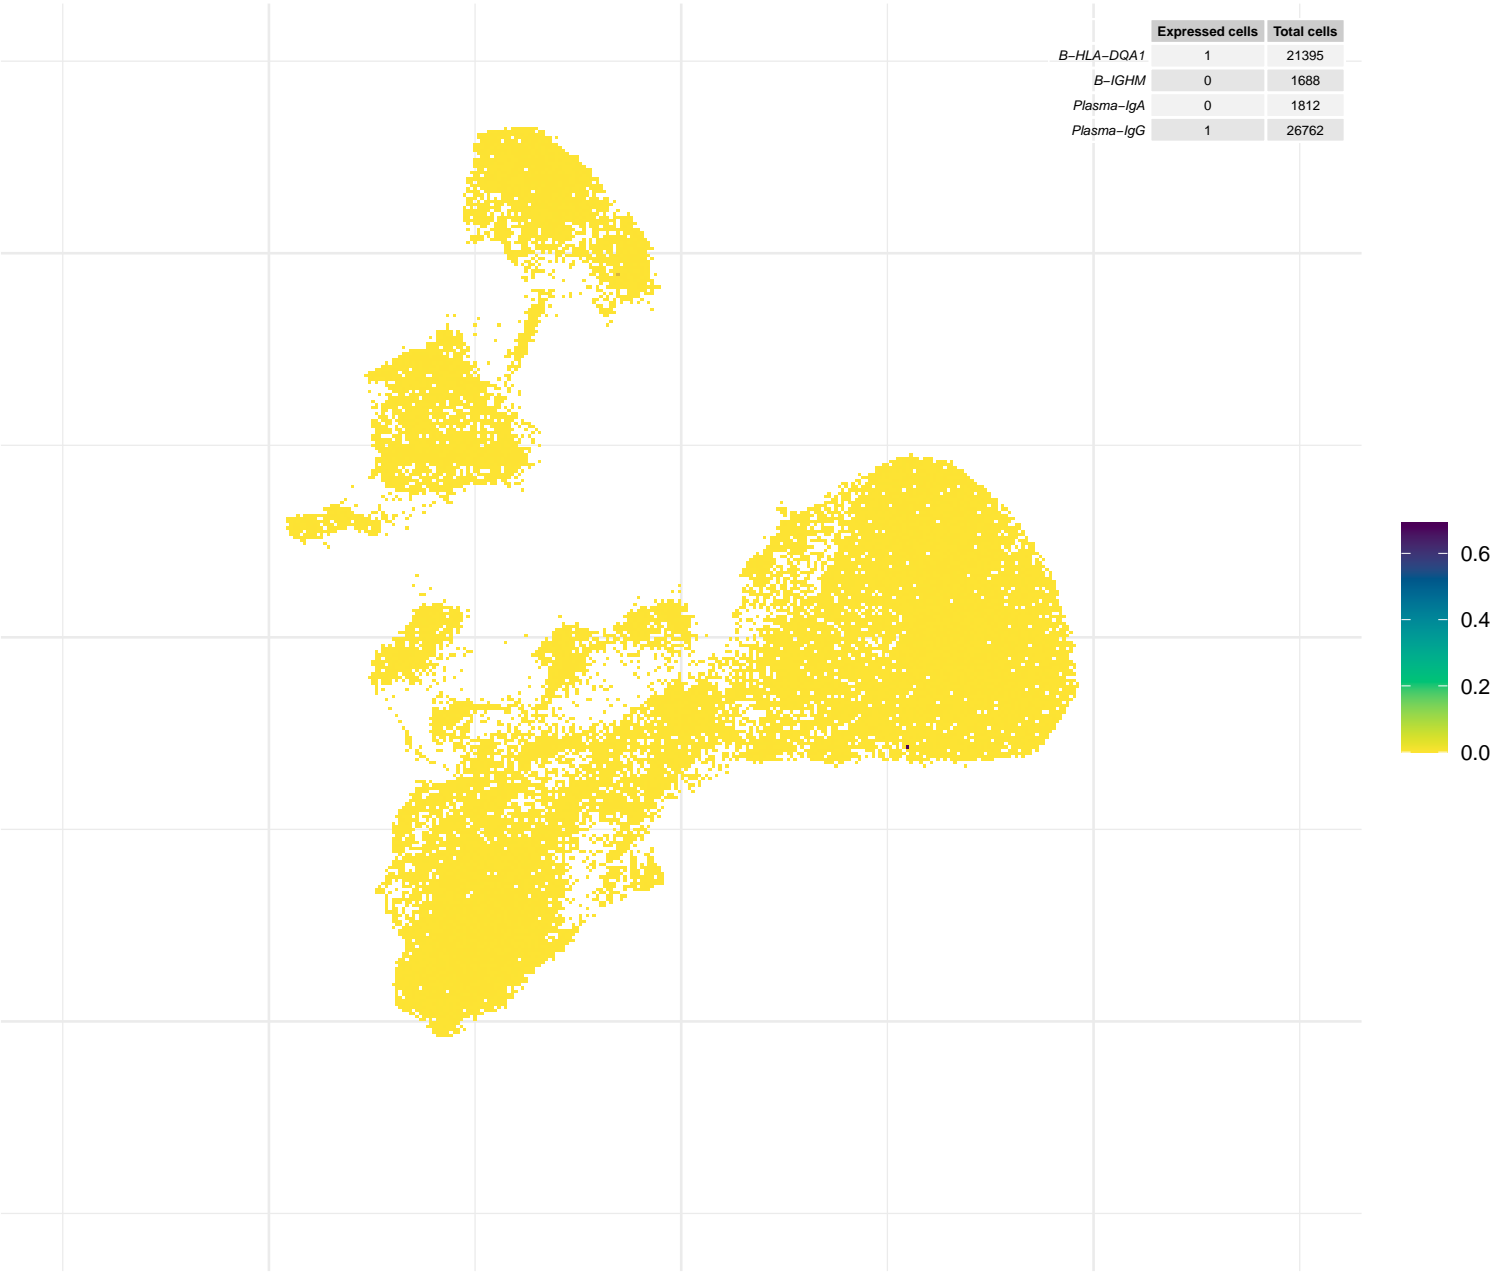 Expressed cells Total cells
B−HLA−DQA1 1 21395
B−IGHM 0 1688
Plasma−IgA 0 1812
Plasma−IgG 1 26762
0.6
0.4
0.2
0.0